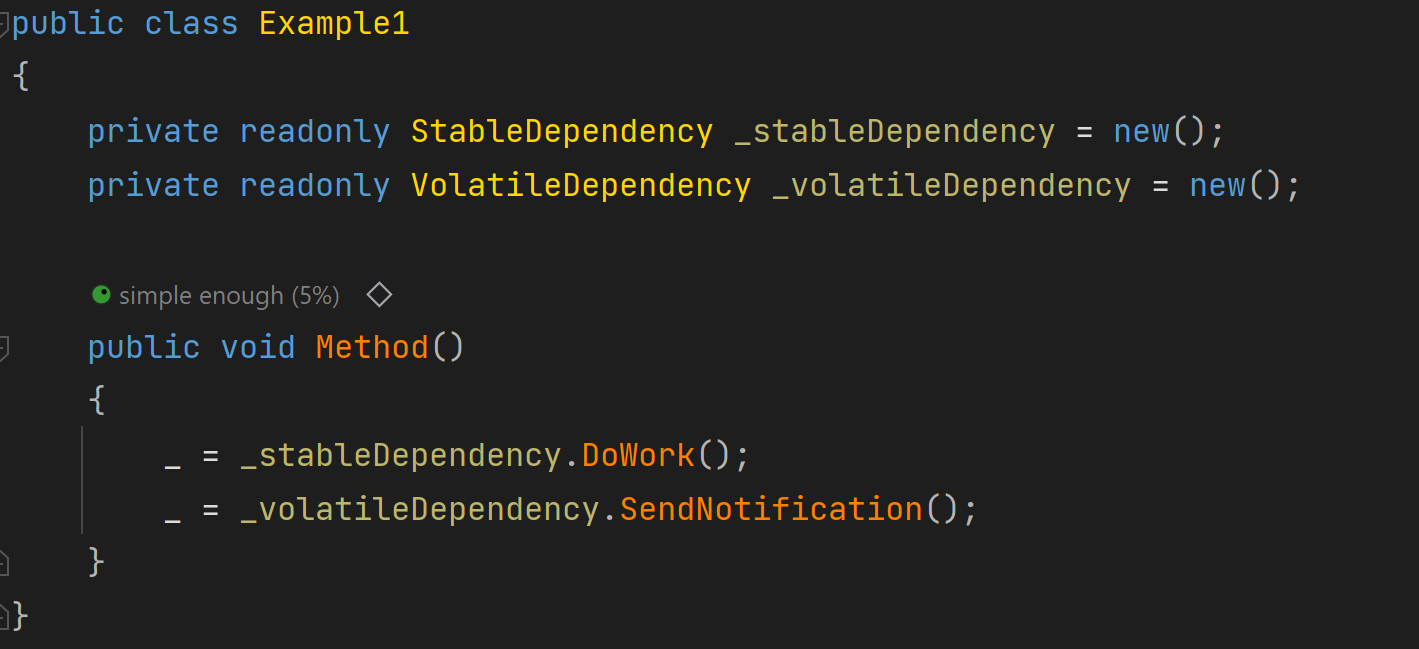 public class Example1
{
private readonly StableDependency _stableDependency = new();
private readonly VolatileDependency _volatileDependency = new();
simple enough (5%)
public void Method()
{
_ = _stableDependency.DoWork();
_ = _volatileDependency.SendNotification();
}
}